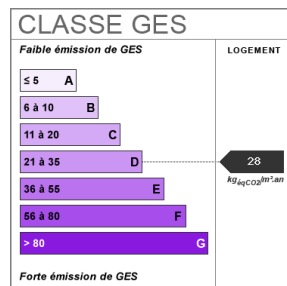 CLASSE GES
Faible émission de GES
LOGEMENT
≤ 5 A
6 à 10 B
11 à 20 C
21 à 35 D
28
kgéqCO2/m².an
36 à 55 E
56 à 80 F
> 80 G
Forte émission de GES